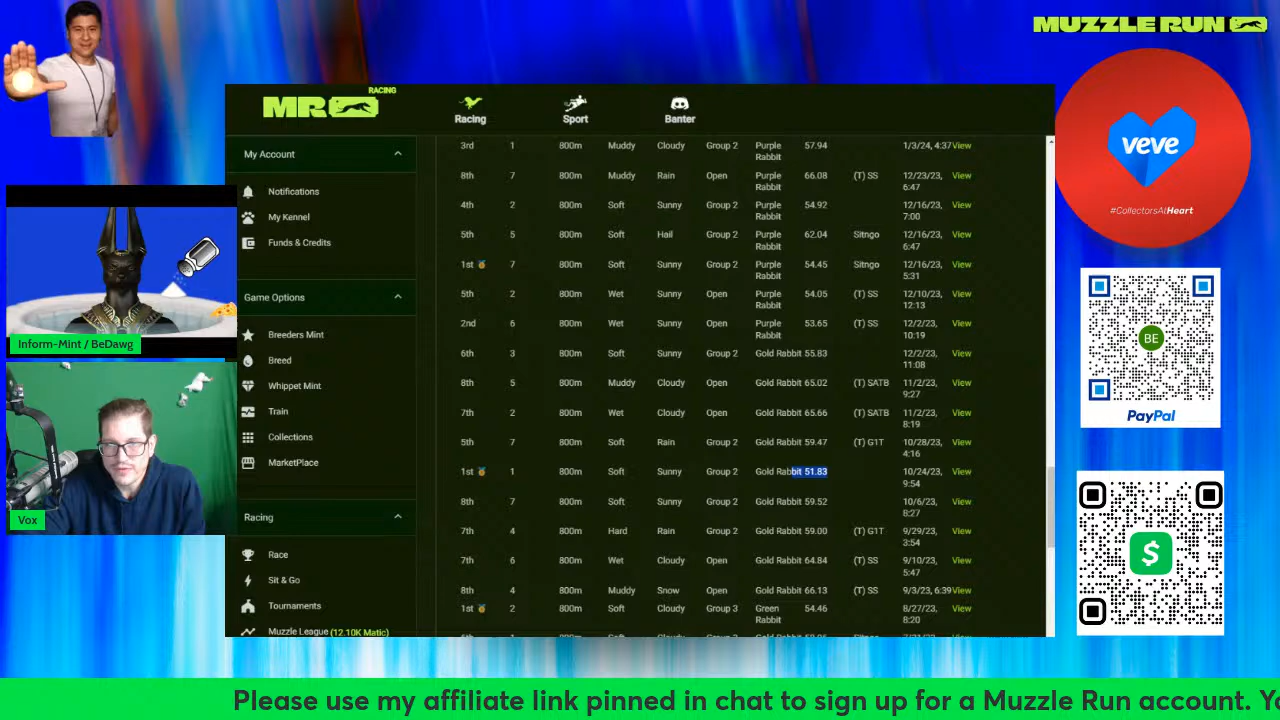 MUZZLE RUN
RACING
MR
Racing
Sport
Banter
My Account
Notifications
My Kennel
Funds & Credits
Game Options
Breeders Mint
Breed
Whippet Mint
Train
Collections
MarketPlace
Racing
Race
Sit & Go
Tournaments
Muzzle League (12.10K Matic)
3rd 1 800m Muddy Cloudy Group 2 Purple Rabbit 57.94 1/3/24, 4:37 View
8th 7 800m Muddy Rain Open Purple Rabbit 66.08 (T) SS 12/23/23, 6:47 View
4th 2 800m Soft Sunny Group 2 Purple Rabbit 54.92 12/16/23, 7:00 View
5th 5 800m Soft Hail Group 2 Purple Rabbit 62.04 Sitngo 12/16/23, 6:47 View
1st 7 800m Soft Sunny Group 2 Purple Rabbit 54.45 Sitngo 12/16/23, 5:31 View
5th 2 800m Wet Sunny Open Purple Rabbit 54.05 (T) SS 12/10/23, 12:13 View
2nd 6 800m Wet Sunny Open Purple Rabbit 53.65 (T) SS 12/2/23, 10:19 View
6th 3 800m Soft Sunny Group 2 Gold Rabbit 55.83 12/2/23, 11:08 View
8th 5 800m Muddy Cloudy Open Gold Rabbit 65.02 (T) SATB 11/2/23, 9:27 View
7th 2 800m Wet Cloudy Open Gold Rabbit 65.66 (T) SATB 11/2/23, 8:19 View
5th 7 800m Soft Rain Group 2 Gold Rabbit 59.47 (T) G1T 10/28/23, 4:16 View
1st 1 800m Soft Sunny Group 2 Gold Rabbit 51.83 10/24/23, 9:54 View
8th 7 800m Soft Sunny Group 2 Gold Rabbit 59.52 10/6/23, 8:27 View
7th 4 800m Hard Rain Group 2 Gold Rabbit 59.00 (T) G1T 9/29/23, 3:54 View
7th 6 800m Wet Cloudy Open Gold Rabbit 64.84 (T) SS 9/10/23, 5:47 View
8th 4 800m Muddy Snow Open Gold Rabbit 66.13 (T) SS 9/3/23, 6:39 View
1st 2 800m Soft Cloudy Group 3 Green Rabbit 54.46 8/27/23, 8:20 View
Inform-Mint / BeDawg
Vox
veve
#CollectorsAtHeart
BE
PayPal
$
Please use my affiliate link pinned in chat to sign up for a Muzzle Run account. Yo